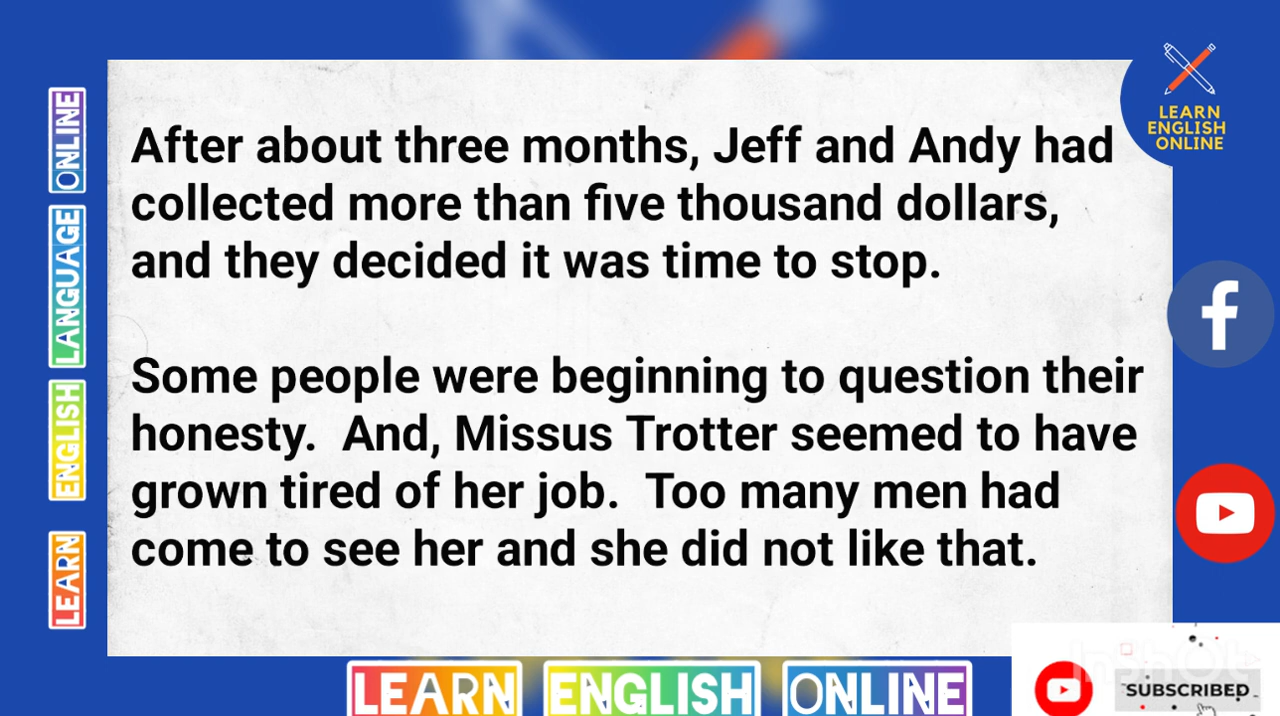 LEARN
ENGLISH
ONLINE
After about three months, Jeff and Andy had
collected more than five thousand dollars,
and they decided it was time to stop.
Some people were beginning to question their
honesty.  And, Missus Trotter seemed to have
grown tired of her job.  Too many men had
come to see her and she did not like that.
LEARN ENGLISH LANGUAGE ONLINE
LEARN ENGLISH ONLINE
InShot
SUBSCRIBED